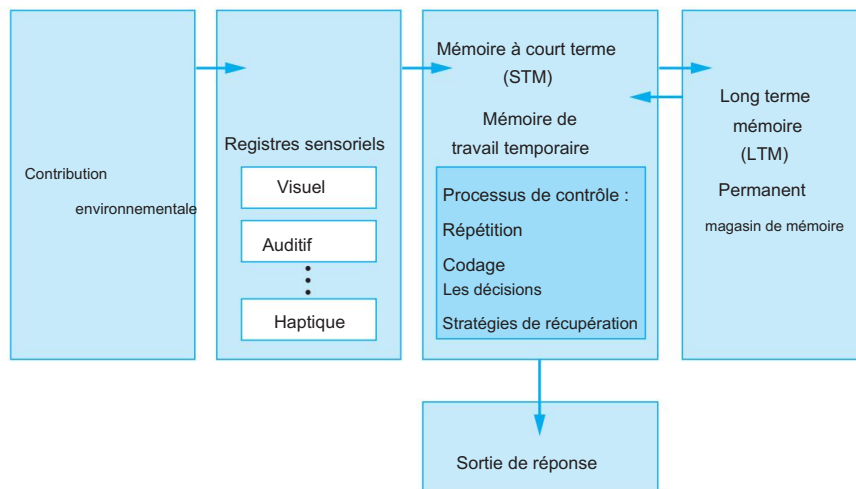 Contribution
environnementale
Registres sensoriels
Visuel
Auditif
Haptique
Mémoire à court terme
(STM)
Mémoire de
travail temporaire
Processus de contrôle :
Répétition
Codage
Les décisions
Stratégies de récupération
Long terme
mémoire
(LTM)
Permanent
magasin de mémoire
Sortie de réponse